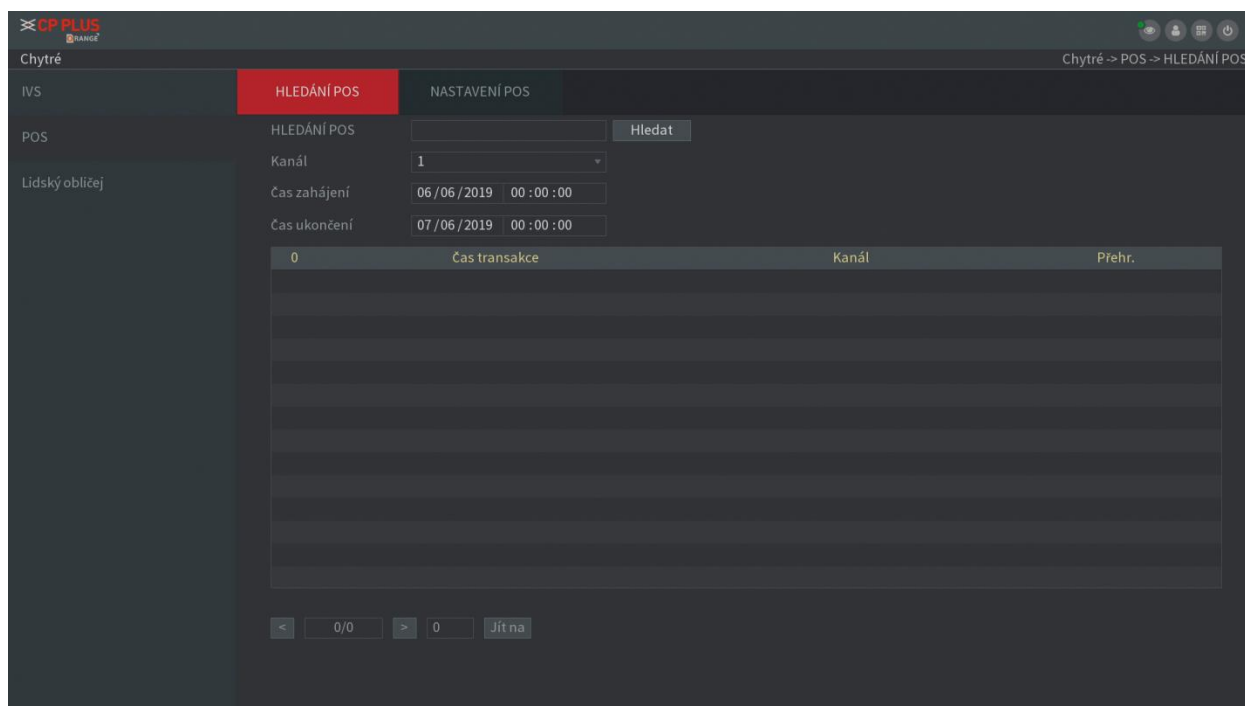 CP PLUS
ORANGE
Chytré
Chytré -> POS -> HLEDÁNÍ POS
IVS
POS
Lidský obličej
HLEDÁNÍ POS
NASTAVENÍ POS
HLEDÁNÍ POS
Hledat
Kanál
1
Čas zahájení
06/06/2019 00:00:00
Čas ukončení
07/06/2019 00:00:00
0 Čas transakce Kanál Přehr.
< 0/0 > 0 Jít na